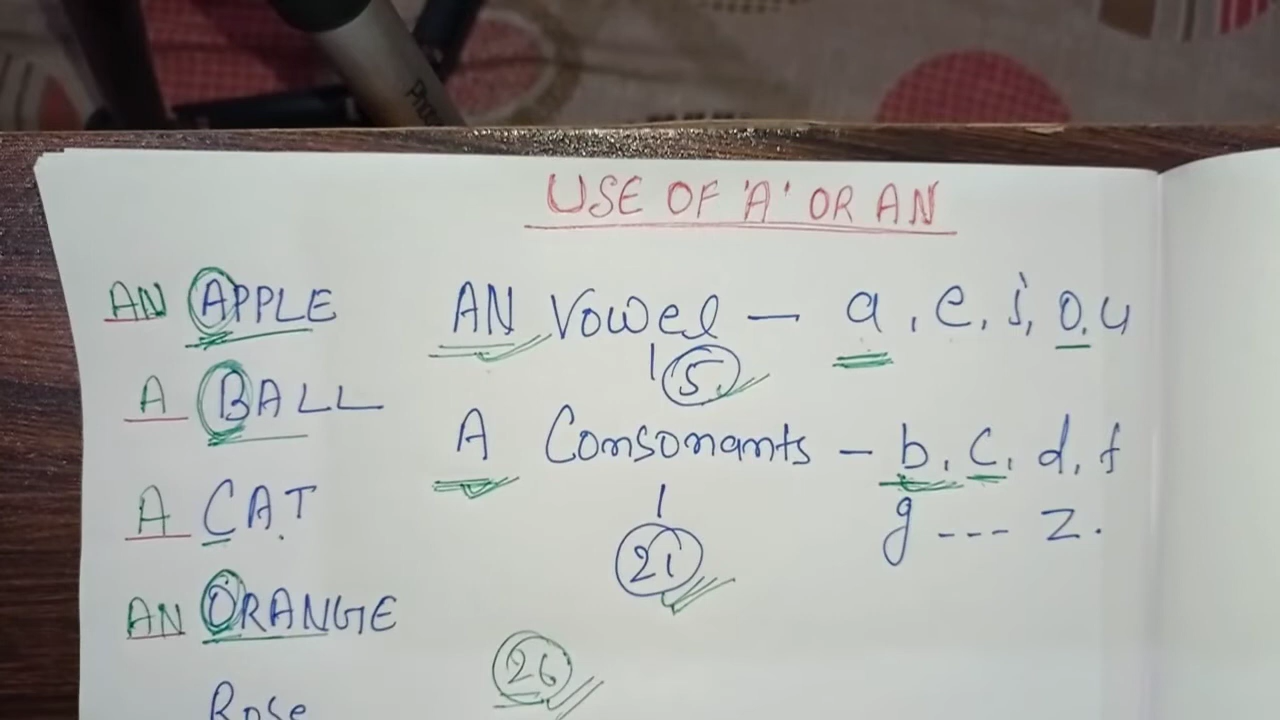 USE OF 'A' OR AN
AN APPLE
AN Vowel - a, e, i, o, u
5
A BALL
A Consonants - b, c, d, f
g --- z.
21
A CAT
AN ORANGE
26
Rose